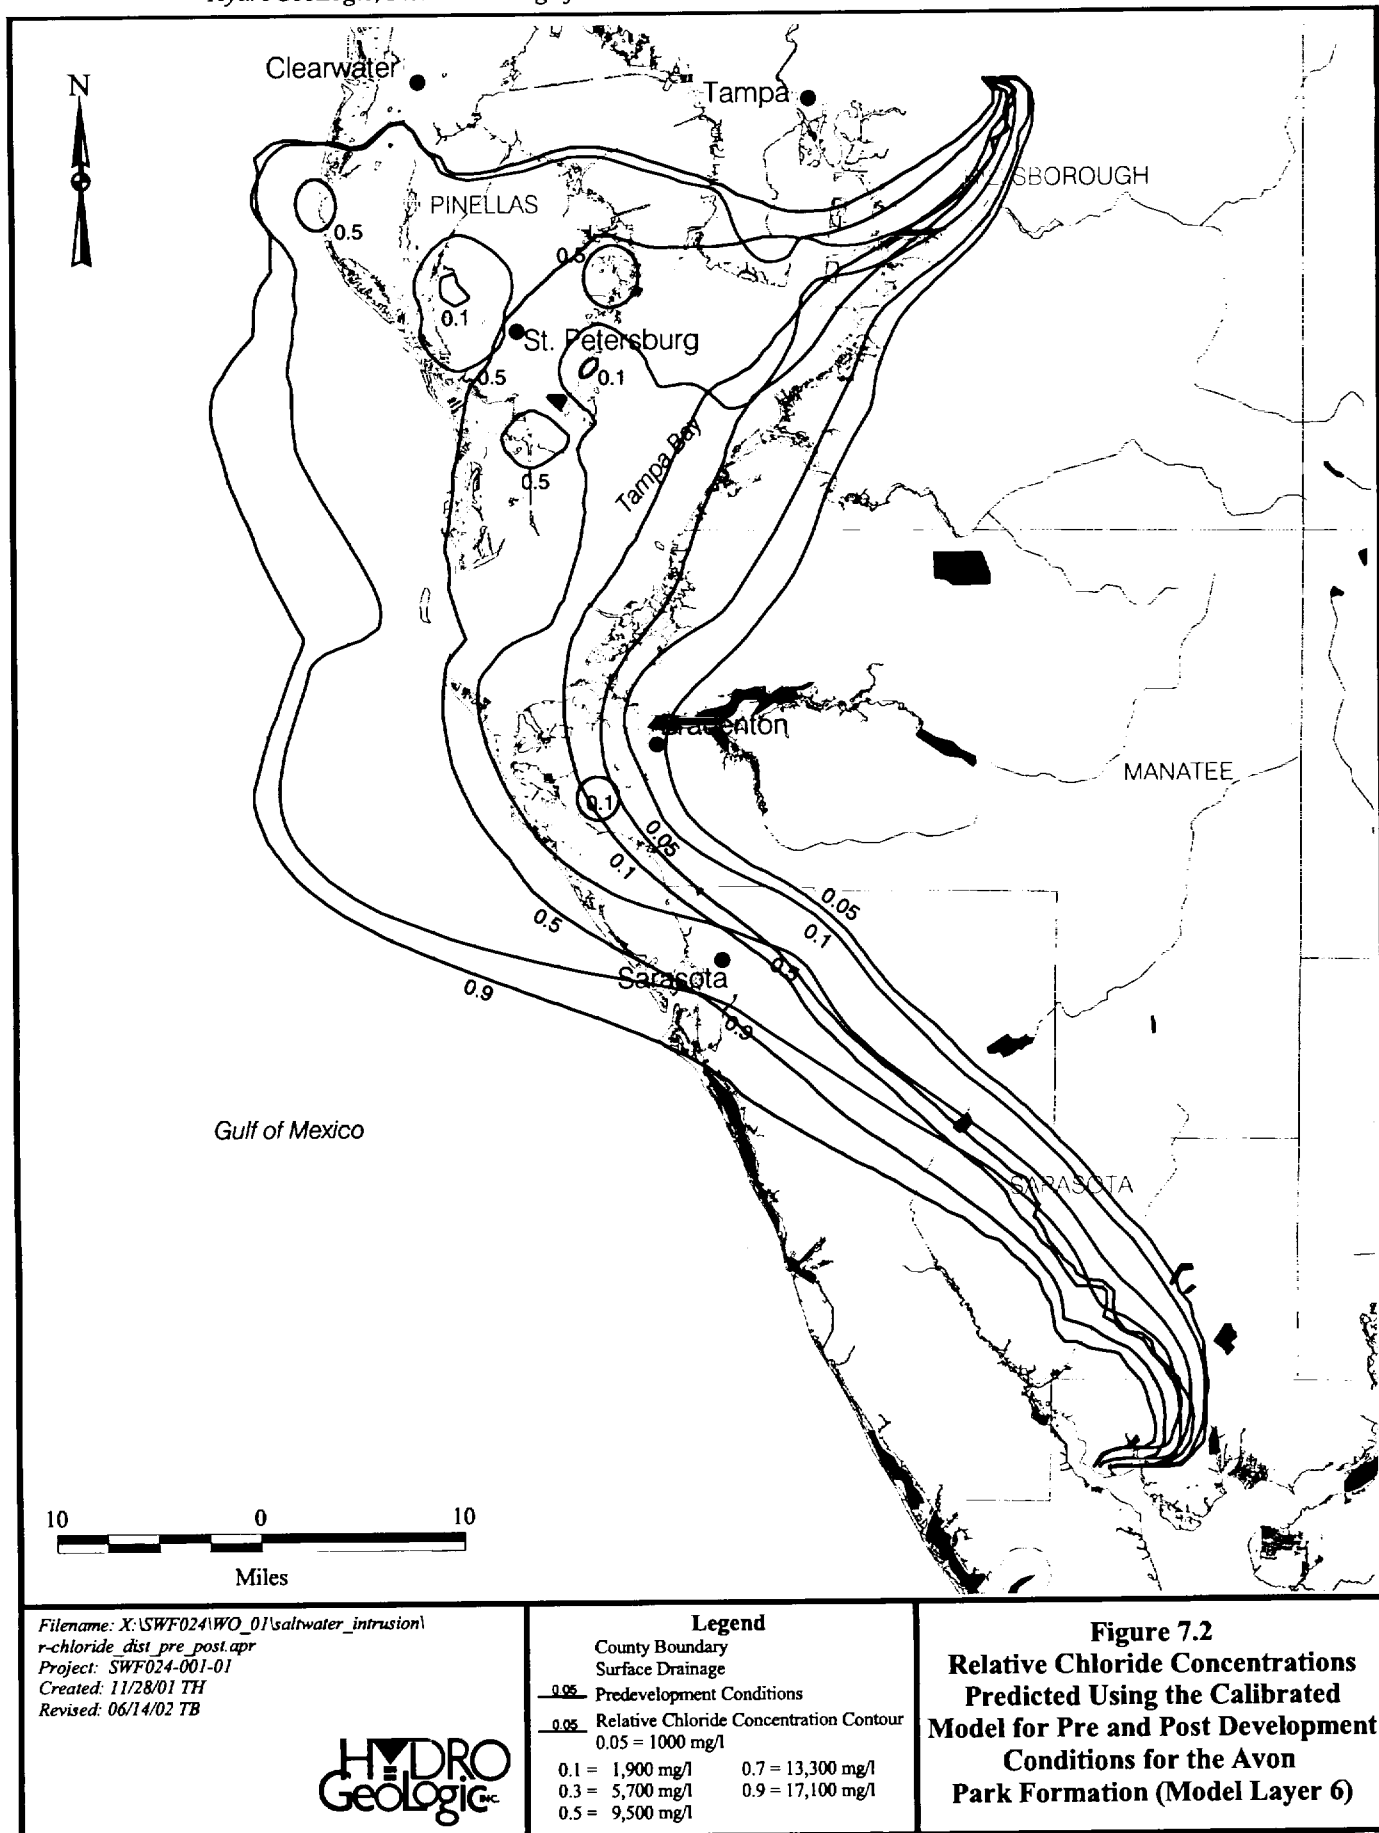 N
Clearwater
Tampa
SBOROUGH
PINELLAS
0.5
0.5
0.1
St. Petersburg
0.5
0.1
0.5
Tampa Bay
Bradenton
MANATEE
0.1
0.05
0.1
0.05
0.1
0.5
0.5
Sarasota
0.9
0.9
Gulf of Mexico
SARASOTA
10 0 10
Miles
Filename: X:\SWF024\WO_01\saltwater_intrusion\
r-chloride_dist_pre_post.apr
Project: SWF024-001-01
Created: 11/28/01 TH
Revised: 06/14/02 TB
HYDRO
GeoLogic INC.
Legend
County Boundary
Surface Drainage
0.05 Predevelopment Conditions
0.05 Relative Chloride Concentration Contour
0.05 = 1000 mg/l
0.1 = 1,900 mg/l 0.7 = 13,300 mg/l
0.3 = 5,700 mg/l 0.9 = 17,100 mg/l
0.5 = 9,500 mg/l
Figure 7.2
Relative Chloride Concentrations
Predicted Using the Calibrated
Model for Pre and Post Development
Conditions for the Avon
Park Formation (Model Layer 6)